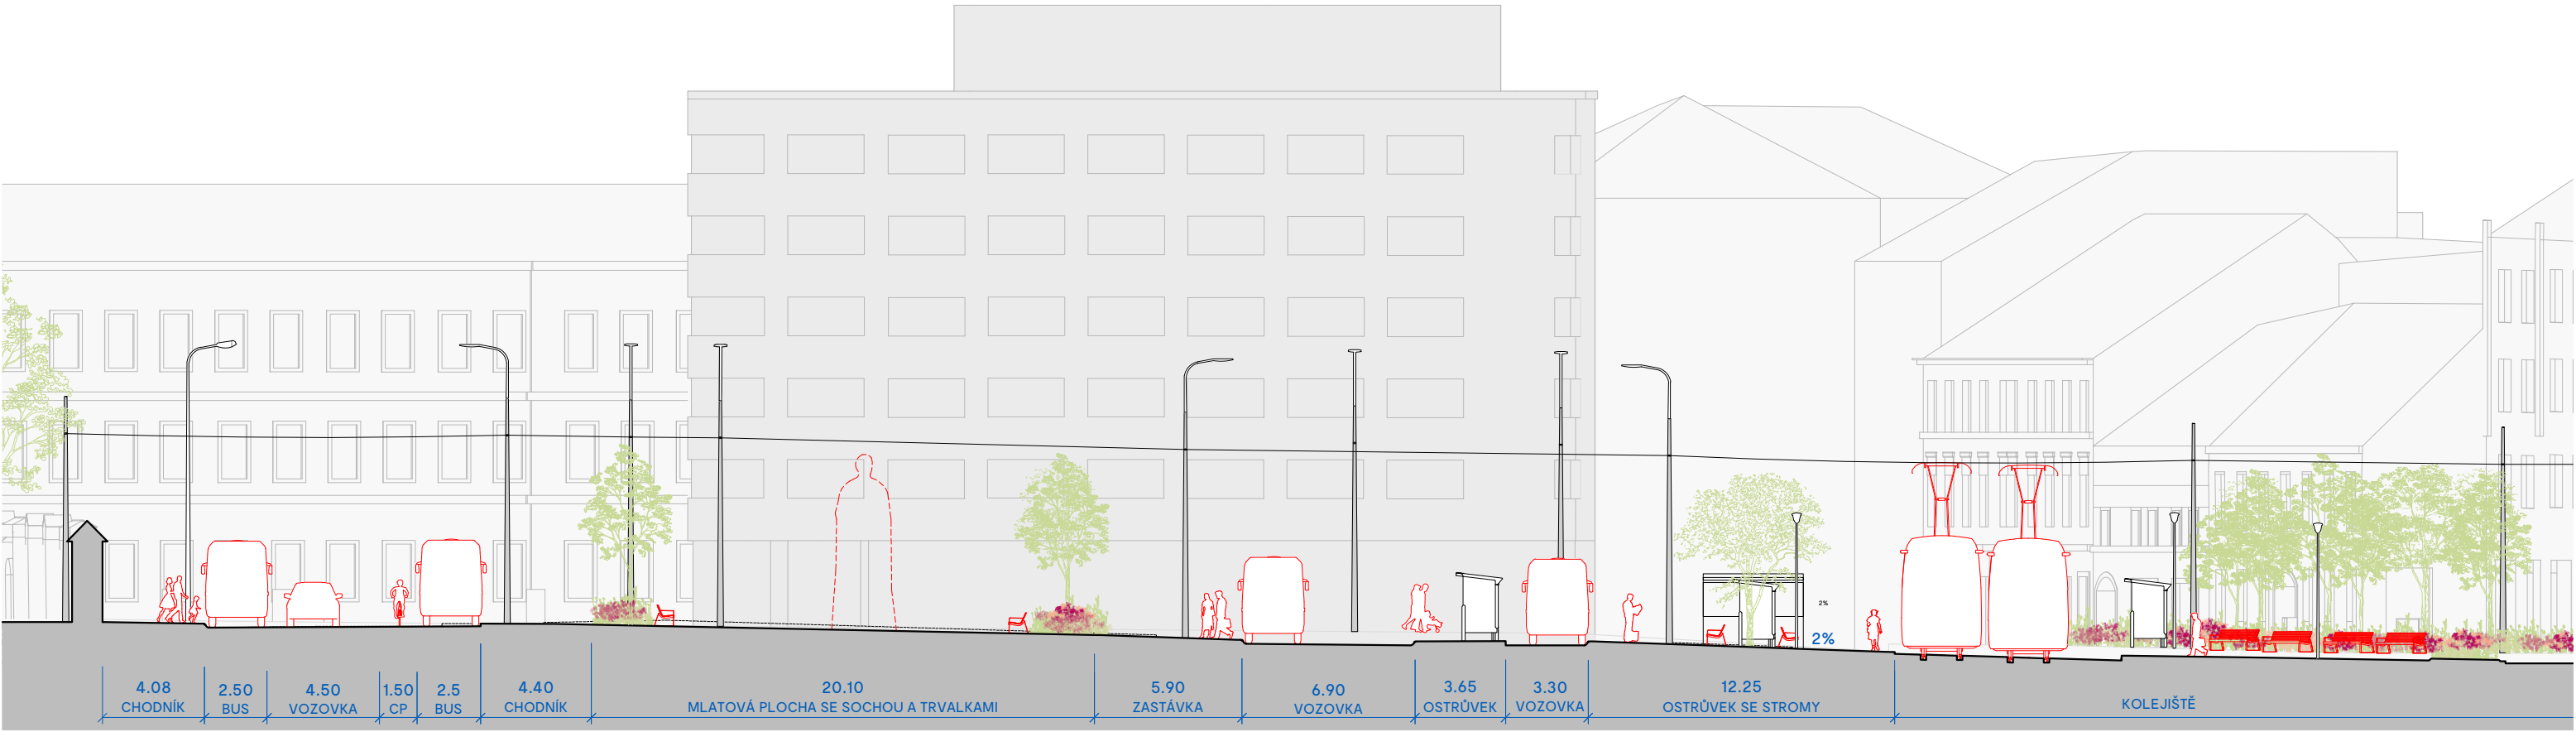 2%
2%
4.08
CHODNÍK
2.50
BUS
4.50
VOZOVKA
1.50
CP
2.5
BUS
4.40
CHODNÍK
20.10
MLATOVÁ PLOCHA SE SOCHOU A TRVALKAMI
5.90
ZASTÁVKA
6.90
VOZOVKA
3.65
OSTRŮVEK
3.30
VOZOVKA
12.25
OSTRŮVEK SE STROMY
KOLEJIŠTĚ